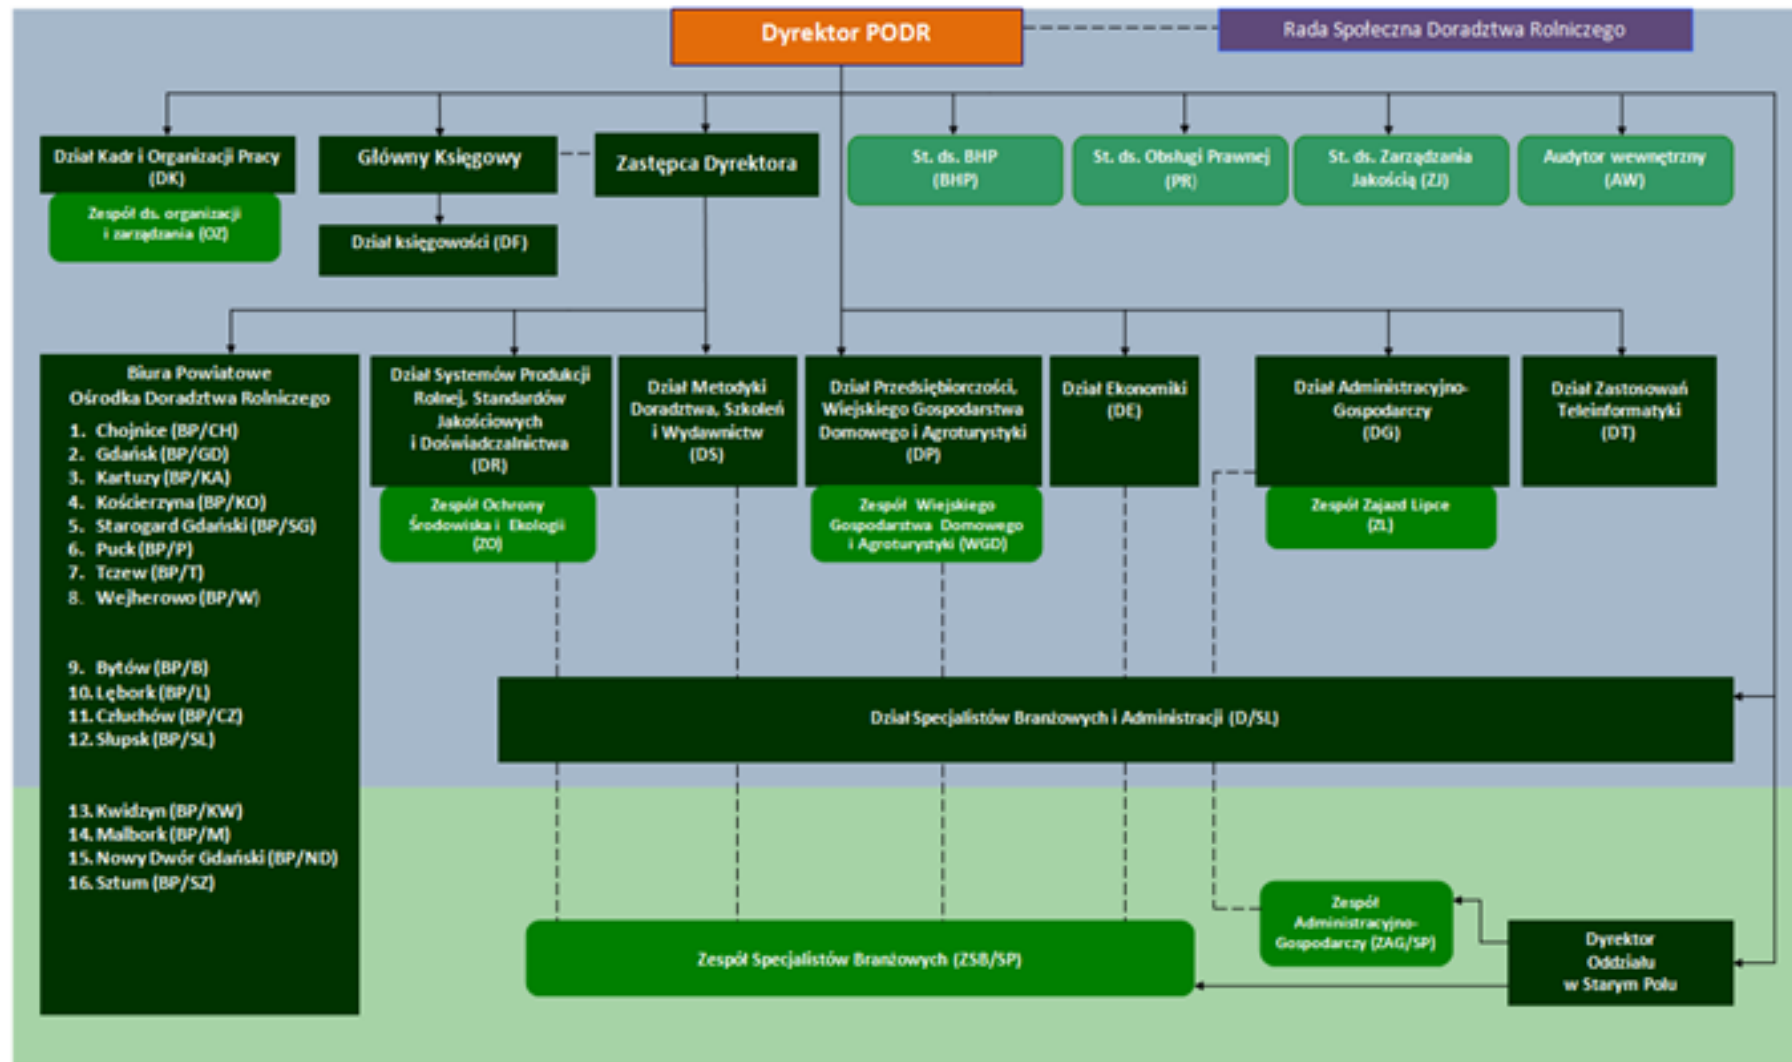 Dyrektor PODR
Rada Społeczna Doradztwa Rolniczego
Dział Kadr i Organizacji Pracy
(DK)
Zespół ds. organizacji
i zarządzania (OZ)
Główny Księgowy
Dział księgowości (DF)
Zastępca Dyrektora
St. ds. BHP
(BHP)
St. ds. Obsługi Prawnej
(PR)
St. ds. Zarządzania
Jakością (ZJ)
Audytor wewnętrzny
(AW)
Biura Powiatowe
Ośrodka Doradztwa Rolniczego
1. Chojnice (BP/CH)
2. Gdańsk (BP/GD)
3. Kartuzy (BP/KA)
4. Kościerzyna (BP/KO)
5. Starogard Gdański (BP/SG)
6. Puck (BP/P)
7. Tczew (BP/T)
8. Wejherowo (BP/W)
9. Bytów (BP/B)
10. Lębork (BP/L)
11. Człuchów (BP/CZ)
12. Słupsk (BP/SL)
13. Kwidzyn (BP/KW)
14. Malbork (BP/M)
15. Nowy Dwór Gdański (BP/ND)
16. Sztum (BP/SZ)
Dział Systemów Produkcji
Rolnej, Standardów
Jakościowych
i Doświadczalnictwa
(DR)
Zespół Ochrony
Środowiska i Ekologii
(ZO)
Dział Metodyki
Doradztwa, Szkoleń
i Wydawnictw
(DS)
Dział Przedsiębiorczości,
Wiejskiego Gospodarstwa
Domowego i Agroturystyki
(DP)
Zespół Wiejskiego
Gospodarstwa Domowego
i Agroturystyki (WGD)
Dział Ekonomiki
(DE)
Dział Administracyjno-
Gospodarczy
(DG)
Zespół Zajazd Lipce
(ZL)
Dział Zastosowań
Teleinformatyki
(DT)
Dział Specjalistów Branżowych i Administracji (D/SL)
Zespół Specjalistów Branżowych (ZSB/SP)
Zespół
Administracyjno-
Gospodarczy (ZAG/SP)
Dyrektor
Oddziału
w Starym Polu